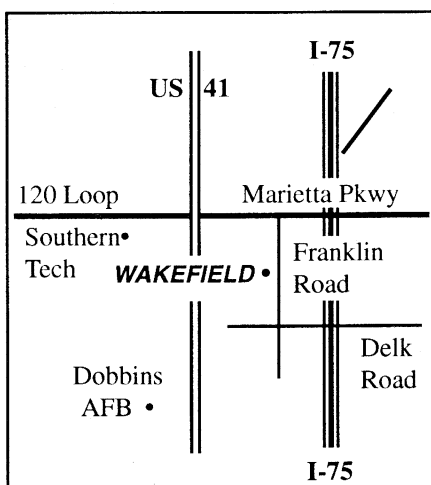 I-75
US 41
120 Loop
Marietta Pkwy
Southern
Tech
WAKEFIELD
Franklin
Road
Delk
Road
Dobbins
AFB
I-75